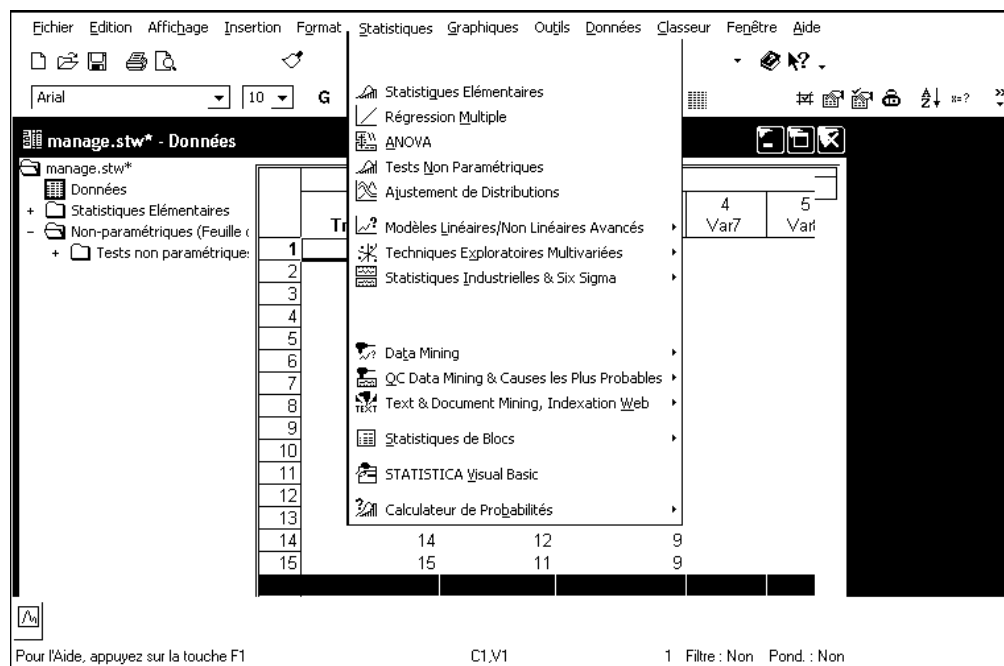 Fichier Edition Affichage Insertion Format Statistiques Graphiques Outils Données Classeur Fenêtre Aide
Arial 10 G
manage.stw* - Données
manage.stw*
Données
+ Statistiques Elémentaires
- Non-paramétriques (Feuille
+ Tests non paramétrique
Statistiques Elémentaires
Régression Multiple
ANOVA
Tests Non Paramétriques
Ajustement de Distributions
Modèles Linéaires/Non Linéaires Avancés
Techniques Exploratoires Multivariées
Statistiques Industrielles & Six Sigma
Data Mining
QC Data Mining & Causes les Plus Probables
Text & Document Mining, Indexation Web
Statistiques de Blocs
STATISTICA Visual Basic
Calculateur de Probabilités
4 5
Var7
1
2
3
4
5
6
7
8
9
10
11
12
13
14 14 12 9
15 15 11 9
Pour l'Aide, appuyez sur la touche F1 C1,V1 1 Filtre : Non Pond. : Non